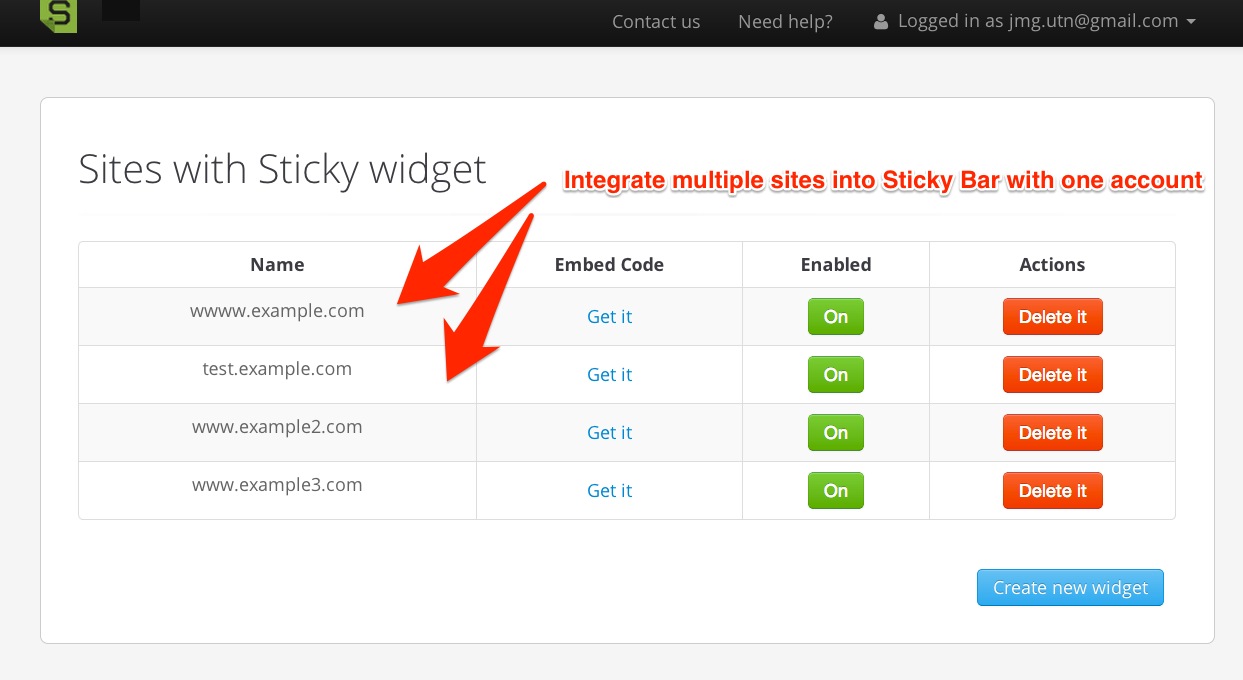 S
Contact us Need help? Logged in as jmg.utn@gmail.com
Sites with Sticky widget
Integrate multiple sites into Sticky Bar with one account
Name Embed Code Enabled Actions
wwww.example.com Get it On Delete it
test.example.com Get it On Delete it
www.example2.com Get it On Delete it
www.example3.com Get it On Delete it
Create new widget